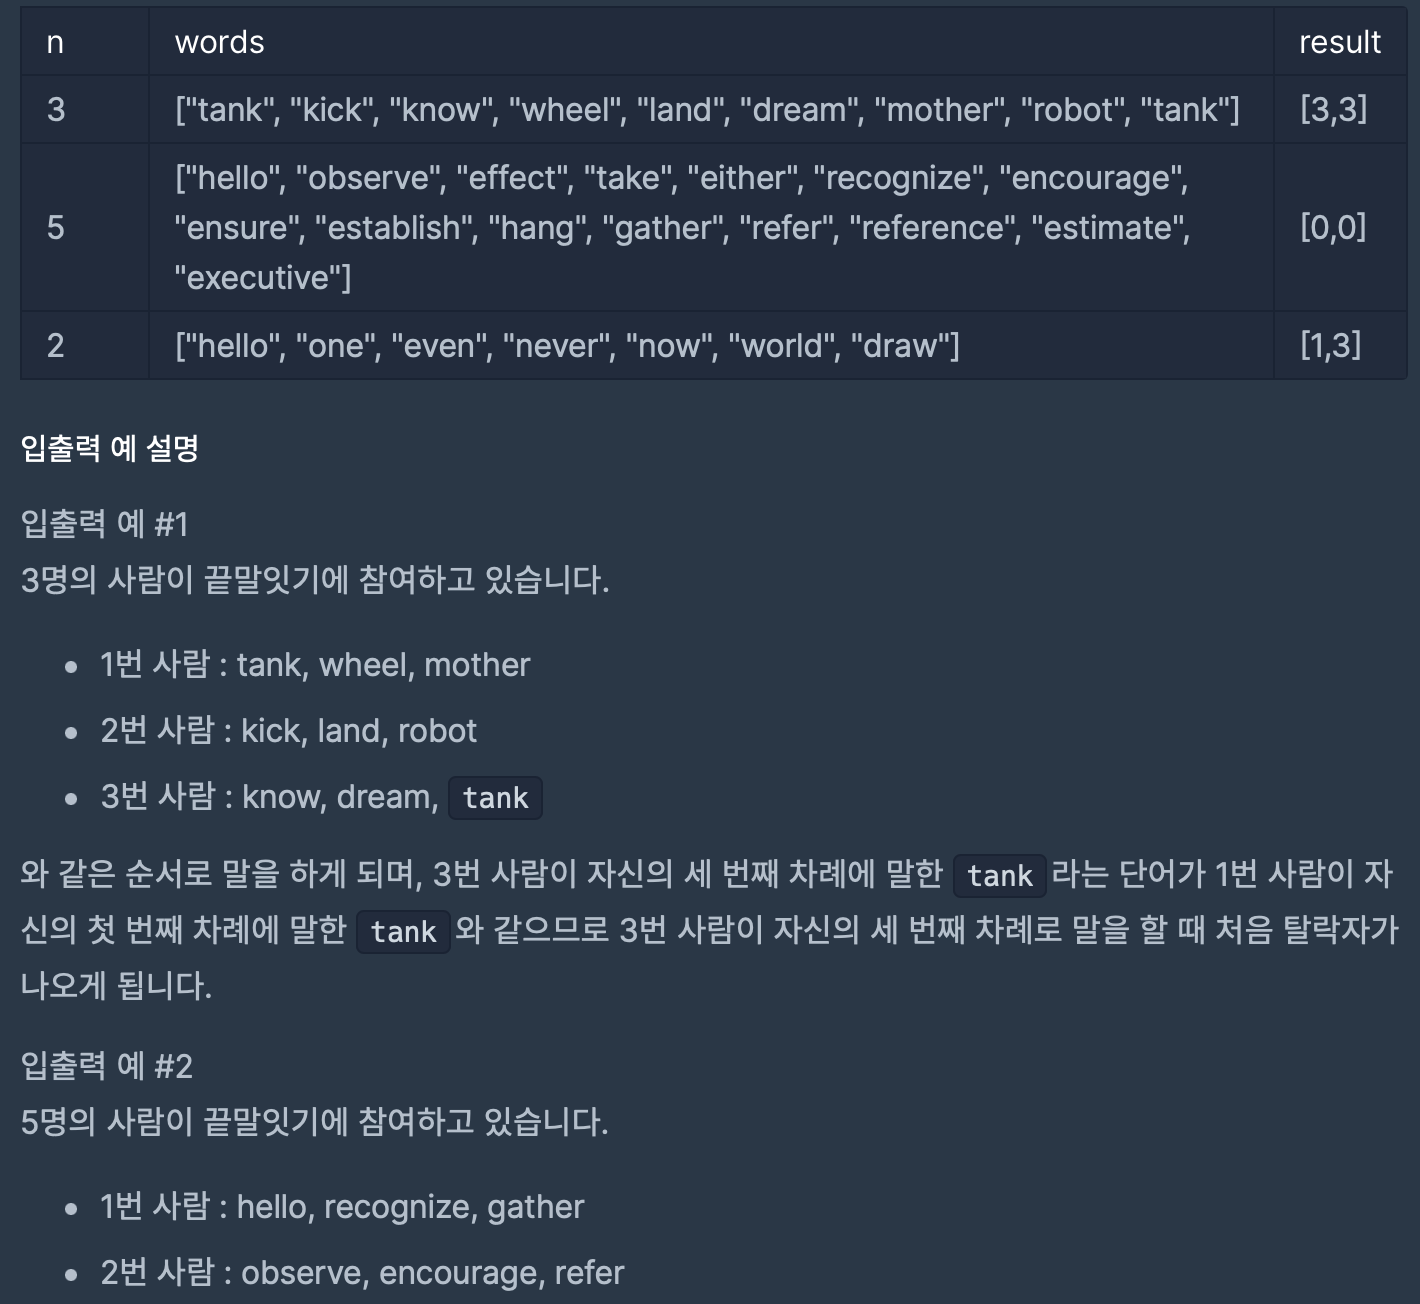 n words result
3 ["tank", "kick", "know", "wheel", "land", "dream", "mother", "robot", "tank"] [3,3]
["hello", "observe", "effect", "take", "either", "recognize", "encourage",
5 "ensure", "establish", "hang", "gather", "refer", "reference", "estimate", [0,0]
"executive"]
2 ["hello", "one", "even", "never", "now", "world", "draw"] [1,3]
입출력 예 설명
입출력 예 #1
3명의 사람이 끝말잇기에 참여하고 있습니다.
• 1번 사람 : tank, wheel, mother
• 2번 사람 : kick, land, robot
• 3번 사람 : know, dream, tank
와 같은 순서로 말을 하게 되며, 3번 사람이 자신의 세 번째 차례에 말한 tank 라는 단어가 1번 사람이 자
신의 첫 번째 차례에 말한 tank 와 같으므로 3번 사람이 자신의 세 번째 차례로 말을 할 때 처음 탈락자가
나오게 됩니다.
입출력 예 #2
5명의 사람이 끝말잇기에 참여하고 있습니다.
• 1번 사람 : hello, recognize, gather
• 2번 사람 : observe, encourage, refer